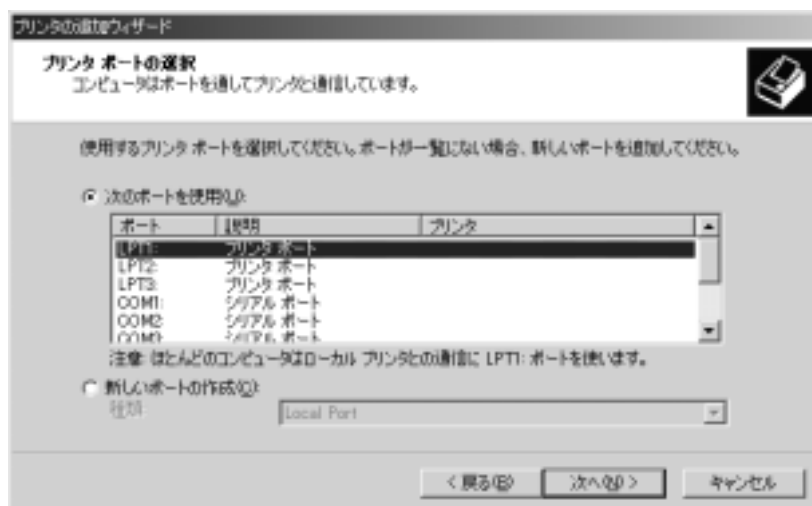 プリンタの追加ウィザード
プリンタ ポートの選択
コンピュータはポートを通してプリンタと通信しています。
使用するプリンタ ポートを選択してください。ポートが一覧にない場合、新しいポートを追加してください。
次のポートを使用(U):
ポート 説明 プリンタ
LPT1: プリンタ ポート
LPT2: プリンタ ポート
LPT3: プリンタ ポート
COM1: シリアル ポート
COM2: シリアル ポート
COM3: シリアル ポート
注意: ほとんどのコンピュータはローカル プリンタとの通信に LPT1: ポートを使います。
新しいポートの作成(C):
種類
Local Port
< 戻る(B) 次へ(N) > キャンセル